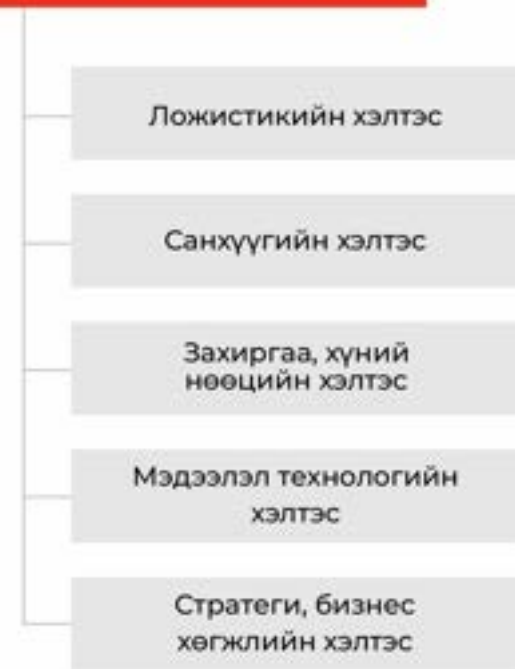 Ложистикийн хэлтэс
Санхүүгийн хэлтэс
Захиргаа, хүний
нөөцийн хэлтэс
Мэдээлэл технологийн
хэлтэс
Стратеги, бизнес
хөгжлийн хэлтэс